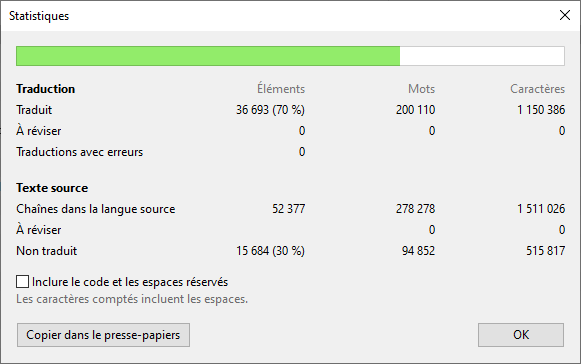 Statistiques
Traduction Éléments Mots Caractères
Traduit 36 693 (70 %) 200 110 1 150 386
À réviser 0 0 0
Traductions avec erreurs 0
Texte source
Chaînes dans la langue source 52 377 278 278 1 511 026
À réviser 0 0
Non traduit 15 684 (30 %) 94 852 515 817
Inclure le code et les espaces réservés
Les caractères comptés incluent les espaces.
Copier dans le presse-papiers OK